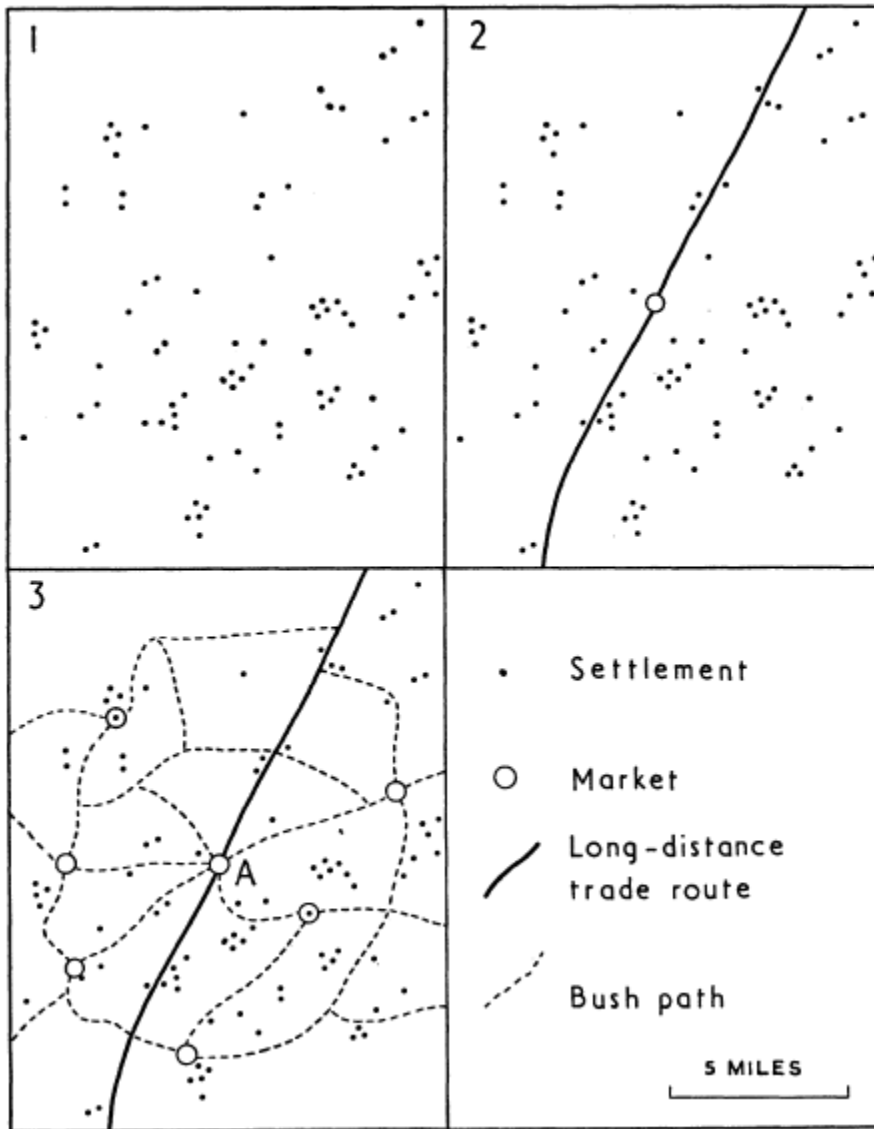 1
2
3
A
Settlement
Market
Long-distance
trade route
Bush path
5 MILES